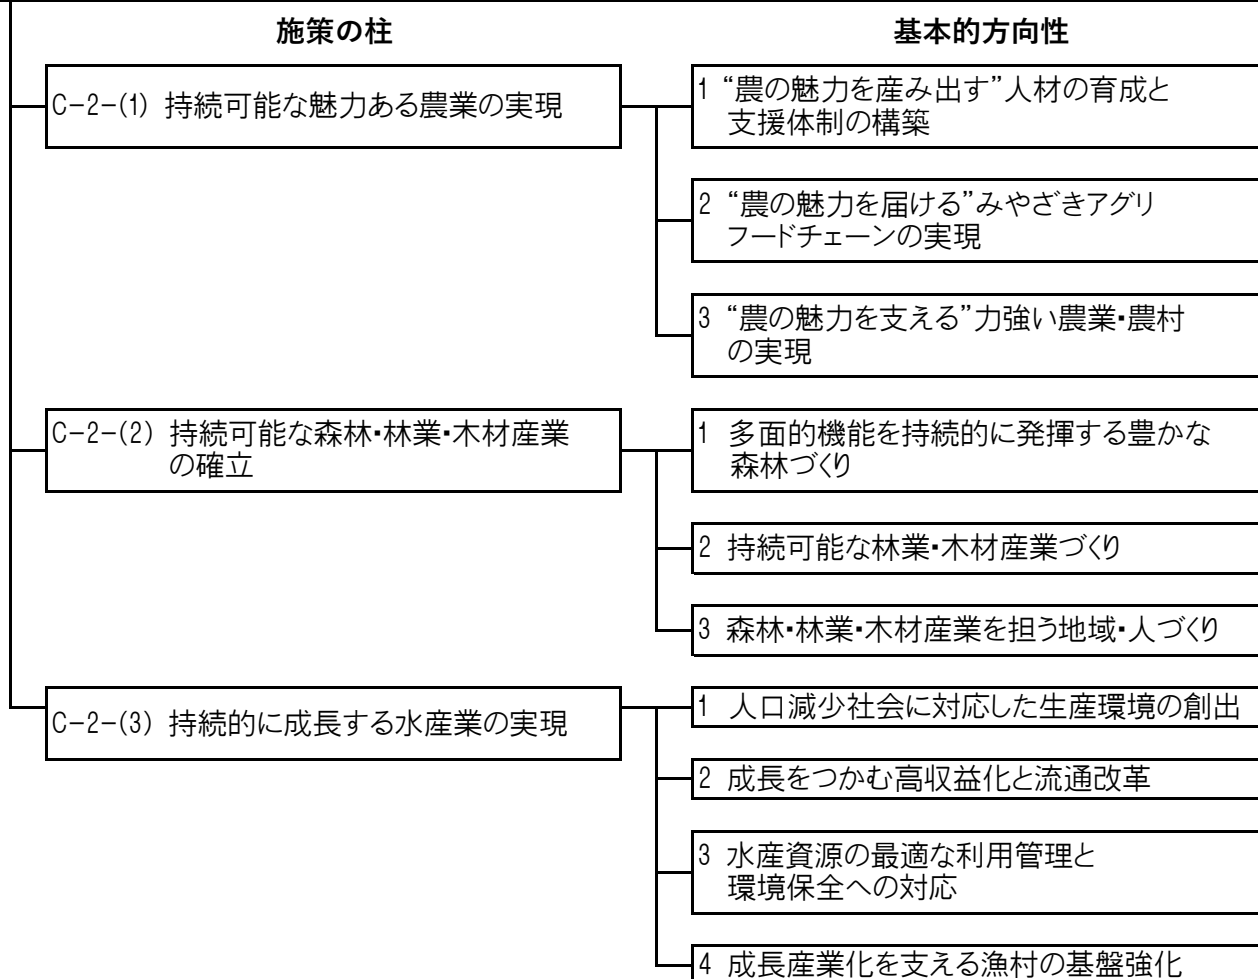 施策の柱
基本的方向性
C-2-(1) 持続可能な魅力ある農業の実現
1 “農の魅力を産み出す”人材の育成と
支援体制の構築
2 “農の魅力を届ける”みやざきアグリ
フードチェーンの実現
3 “農の魅力を支える”力強い農業・農村
の実現
C-2-(2) 持続可能な森林・林業・木材産業
の確立
1 多面的機能を持続的に発揮する豊かな
森林づくり
2 持続可能な林業・木材産業づくり
3 森林・林業・木材産業を担う地域・人づくり
C-2-(3) 持続的に成長する水産業の実現
1 人口減少社会に対応した生産環境の創出
2 成長をつかむ高収益化と流通改革
3 水産資源の最適な利用管理と
環境保全への対応
4 成長産業化を支える漁村の基盤強化